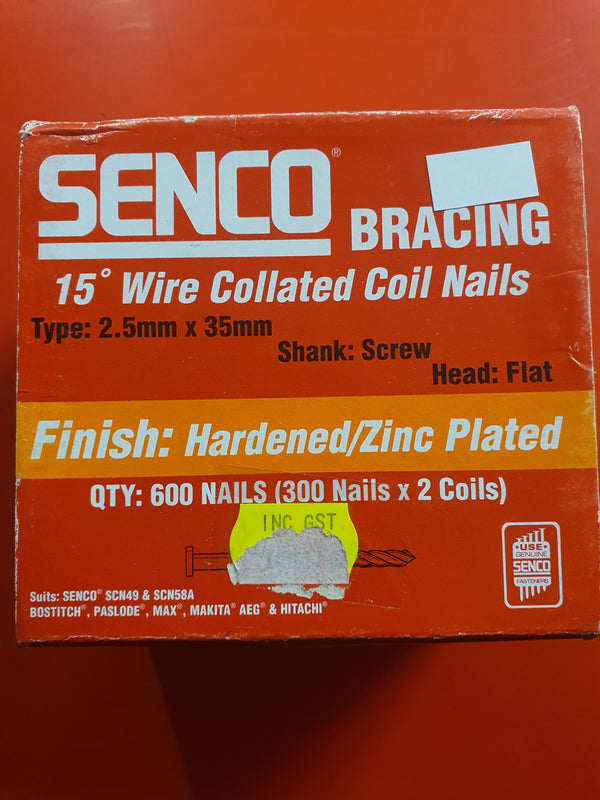 SENCO®
BRACING
15° Wire Collated Coil Nails
Type: 2.5mm x 35mm
Shank: Screw
Head: Flat
Finish: Hardened/Zinc Plated
QTY: 600 NAILS (300 Nails x 2 Coils)
INC GST
USE
GENUINE
SENCO
FASTENERS
Suits: SENCO® SCN49 & SCN58A
BOSTITCH®, PASLODE®, MAX®, MAKITA® AEG® & HITACHI®